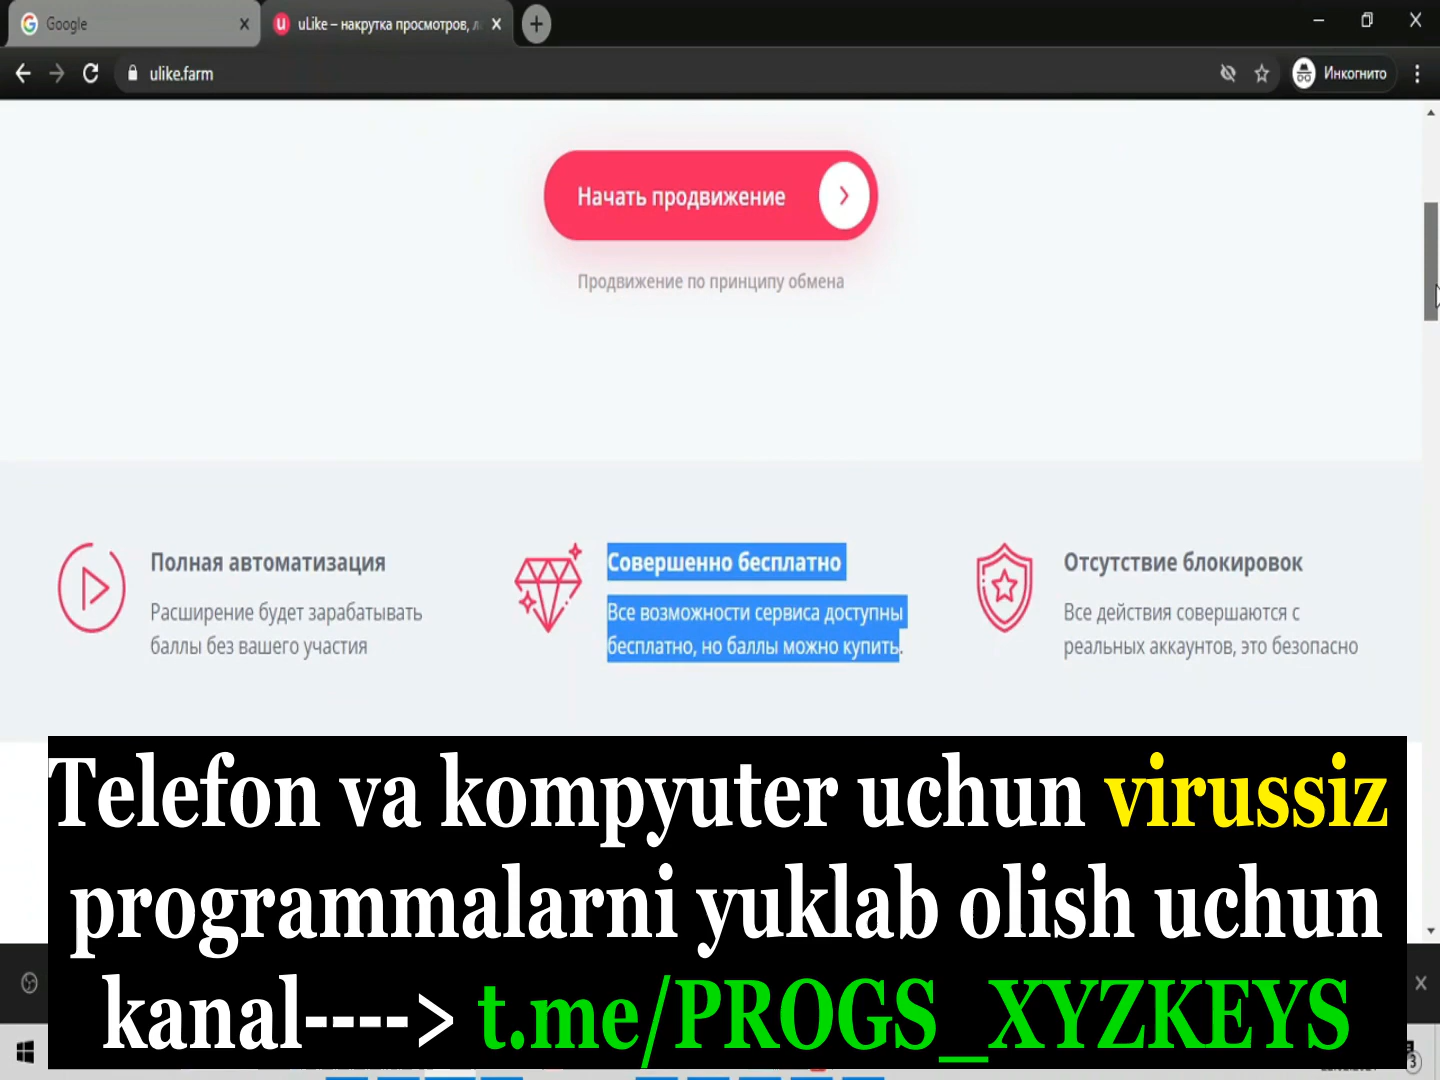 Google
uLike – накрутка просмотров, л
ulike.farm
Инкогнито
Начать продвижение
Продвижение по принципу обмена
Полная автоматизация
Расширение будет зарабатывать
баллы без вашего участия
Совершенно бесплатно
Все возможности сервиса доступны
бесплатно, но баллы можно купить.
Отсутствие блокировок
Все действия совершаются с
реальных аккаунтов, это безопасно
Telefon va kompyuter uchun virussiz
programmalarni yuklab olish uchun
kanal----> t.me/PROGS_XYZKEYS